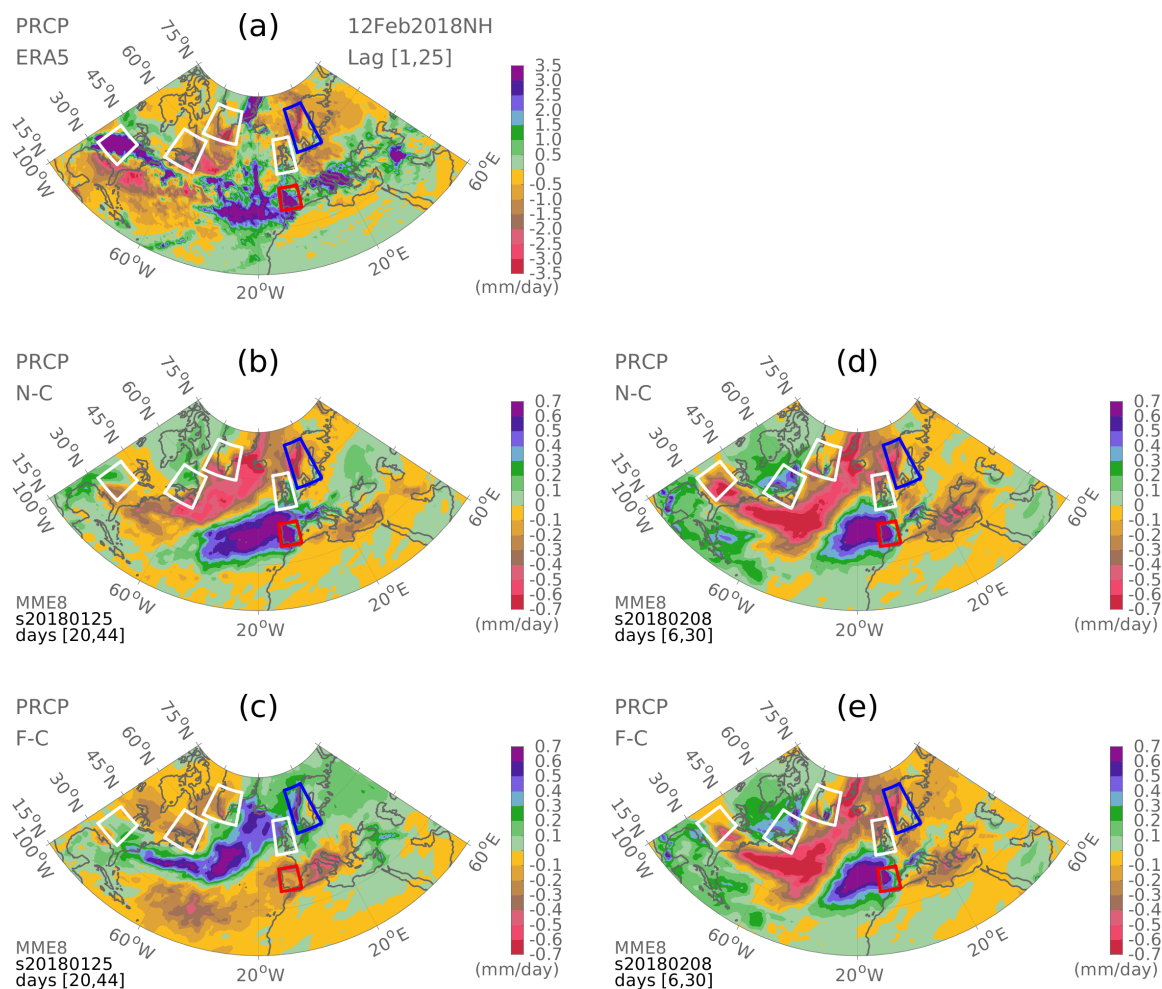 PRCP (a) 12Feb2018NH
ERA5 Lag [1,25]
75°N
60°N
45°N
30°N
15°N
100°W
60°W
20°W
20°E
60°E
3.5
3.0
2.5
2.0
1.5
1.0
0.5
0
-0.5
-1.0
-1.5
-2.0
-2.5
-3.0
-3.5
(mm/day)
PRCP (b)
N-C
75°N
60°N
45°N
30°N
15°N
100°W
60°W
20°W
20°E
60°E
0.7
0.6
0.5
0.4
0.3
0.2
0.1
0
-0.1
-0.2
-0.3
-0.4
-0.5
-0.6
-0.7
(mm/day)
MME8
s20180125
days [20,44]
PRCP (d)
N-C
75°N
60°N
45°N
30°N
15°N
100°W
60°W
20°W
20°E
60°E
0.7
0.6
0.5
0.4
0.3
0.2
0.1
0
-0.1
-0.2
-0.3
-0.4
-0.5
-0.6
-0.7
(mm/day)
MME8
s20180208
days [6,30]
PRCP (c)
F-C
75°N
60°N
45°N
30°N
15°N
100°W
60°W
20°W
20°E
60°E
0.7
0.6
0.5
0.4
0.3
0.2
0.1
0
-0.1
-0.2
-0.3
-0.4
-0.5
-0.6
-0.7
(mm/day)
MME8
s20180125
days [20,44]
PRCP (e)
F-C
75°N
60°N
45°N
30°N
15°N
100°W
60°W
20°W
20°E
60°E
0.7
0.6
0.5
0.4
0.3
0.2
0.1
0
-0.1
-0.2
-0.3
-0.4
-0.5
-0.6
-0.7
(mm/day)
MME8
s20180208
days [6,30]